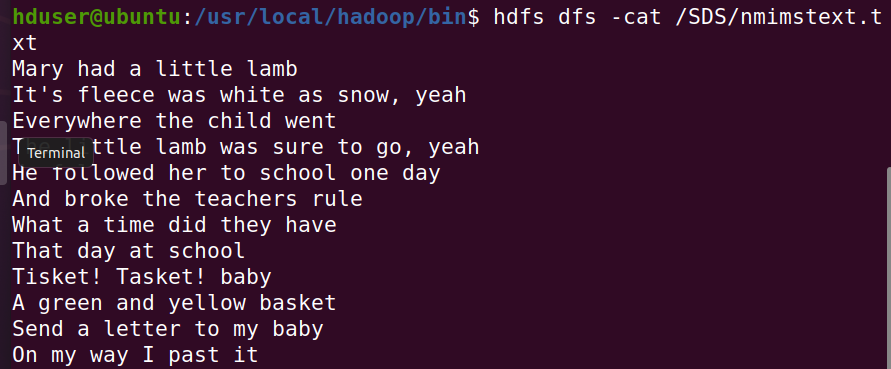 hduser@ubuntu:/usr/local/hadoop/bin$ hdfs dfs -cat /SDS/nmimstext.t
xt
Mary had a little lamb
It's fleece was white as snow, yeah
Everywhere the child went
The little lamb was sure to go, yeah
Terminal
He followed her to school one day
And broke the teachers rule
What a time did they have
That day at school
Tisket! Tasket! baby
A green and yellow basket
Send a letter to my baby
On my way I past it